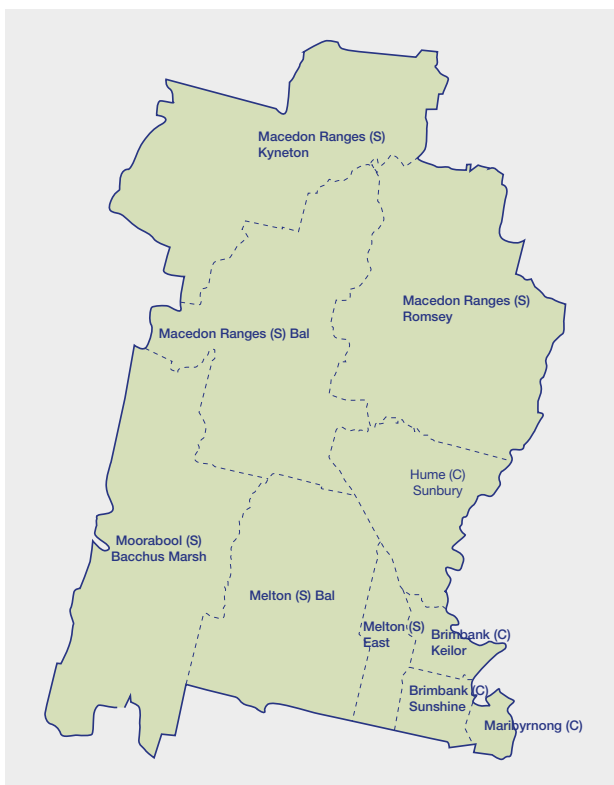 Macedon Ranges (S)
Kyneton
Macedon Ranges (S)
Romsey
Macedon Ranges (S) Bal
Hume (C)
Sunbury
Moorabool (S)
Bacchus Marsh
Melton (S) Bal
Melton (S)
East
Brimbank (C)
Keilor
Brimbank (C)
Sunshine
Maribyrnong (C)